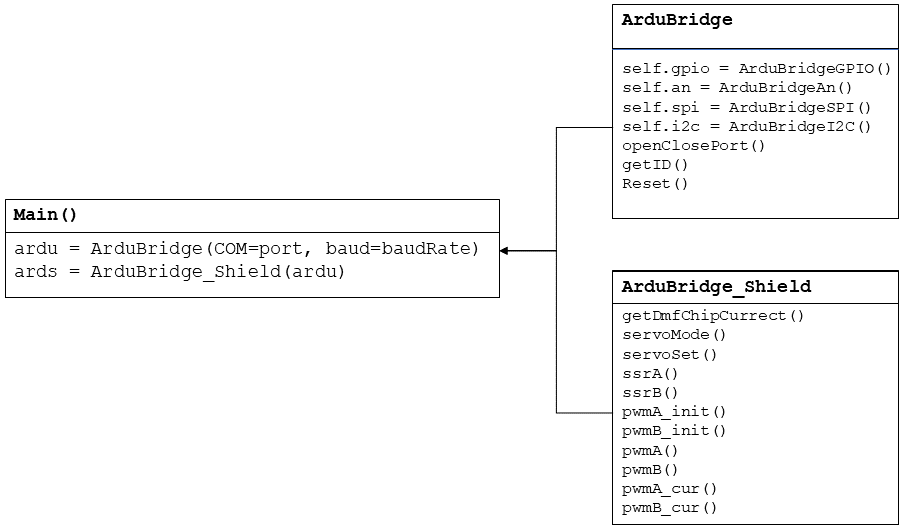 ArduBridge
self.gpio = ArduBridgeGPIO()
self.an = ArduBridgeAn()
self.spi = ArduBridgeSPI()
self.i2c = ArduBridgeI2C()
openClosePort()
getID()
Reset()
Main()
ardu = ArduBridge(COM=port, baud=baudRate)
ards = ArduBridge_Shield(ardu)
ArduBridge_Shield
getDmfChipCurrect()
servoMode()
servoSet()
ssrA()
ssrB()
pwmA_init()
pwmB_init()
pwmA()
pwmB()
pwmA_cur()
pwmB_cur()